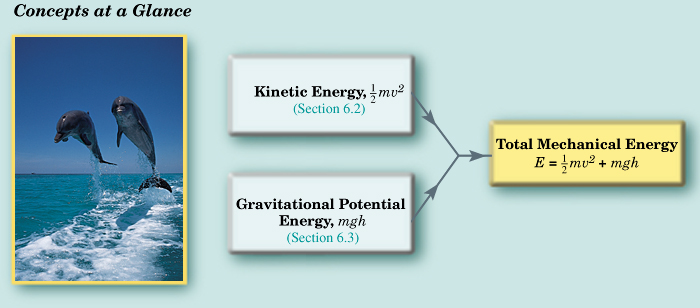 Concepts at a Glance
Kinetic Energy, ½mv²
(Section 6.2)
Gravitational Potential
Energy, mgh
(Section 6.3)
Total Mechanical Energy
E = ½mv² + mgh